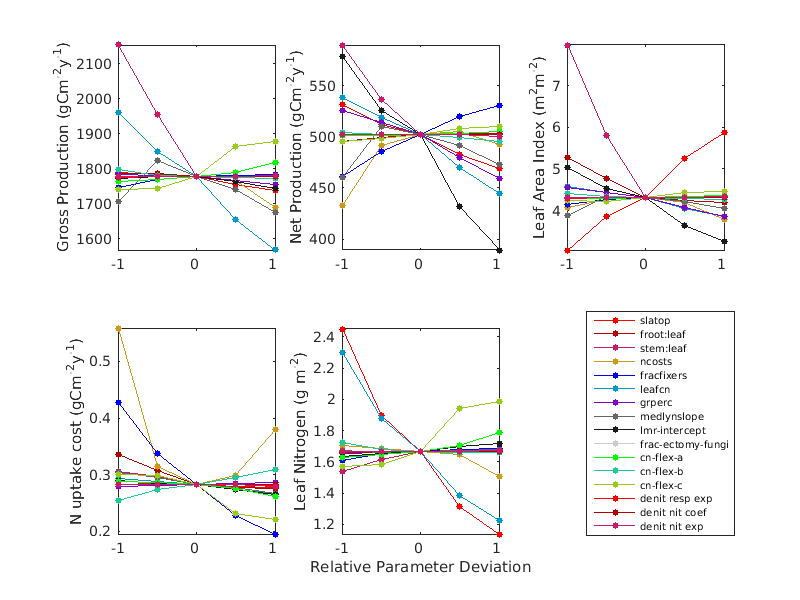 Gross Production (gCm⁻²y⁻¹)
2100
2000
1900
1800
1700
1600
-1 0 1
Net Production (gCm⁻²y⁻¹)
550
500
450
400
-1 0 1
Leaf Area Index (m²m⁻²)
7
6
5
4
-1 0 1
N uptake cost (gCm⁻²y⁻¹)
0.5
0.4
0.3
0.2
-1 0 1
Leaf Nitrogen (g m⁻²)
2.4
2.2
2
1.8
1.6
1.4
1.2
-1 0 1
Relative Parameter Deviation
slatop
froot:leaf
stem:leaf
ncosts
fracfixers
leafcn
grperc
medlynslope
lmr-intercept
frac-ectomy-fungi
cn-flex-a
cn-flex-b
cn-flex-c
denit resp exp
denit nit coef
denit nit exp